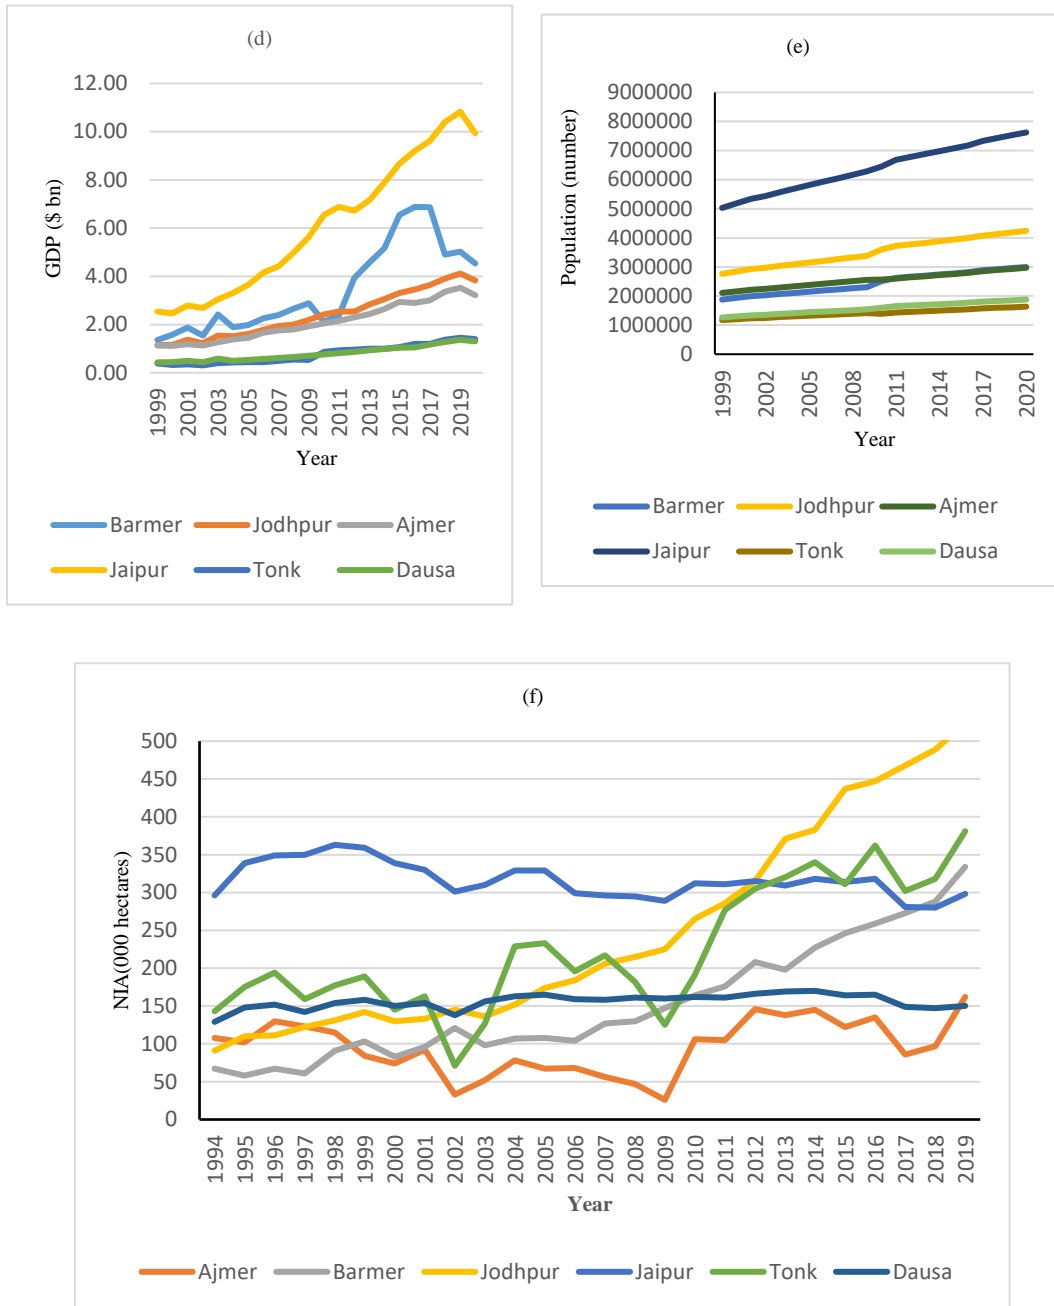 (d)
12.00
10.00
8.00
6.00
4.00
2.00
0.00
GDP ($ bn)
1999 2001 2003 2005 2007 2009 2011 2013 2015 2017 2019
Year
Barmer Jodhpur Ajmer
Jaipur Tonk Dausa
(e)
9000000
8000000
7000000
6000000
5000000
4000000
3000000
2000000
1000000
0
Population (number)
1999 2002 2005 2008 2011 2014 2017 2020
Year
Barmer Jodhpur Ajmer
Jaipur Tonk Dausa
(f)
500
450
400
350
300
250
200
150
100
50
0
NIA(000 hectares)
1994 1995 1996 1997 1998 1999 2000 2001 2002 2003 2004 2005 2006 2007 2008 2009 2010 2011 2012 2013 2014 2015 2016 2017 2018 2019
Year
Ajmer Barmer Jodhpur Jaipur Tonk Dausa